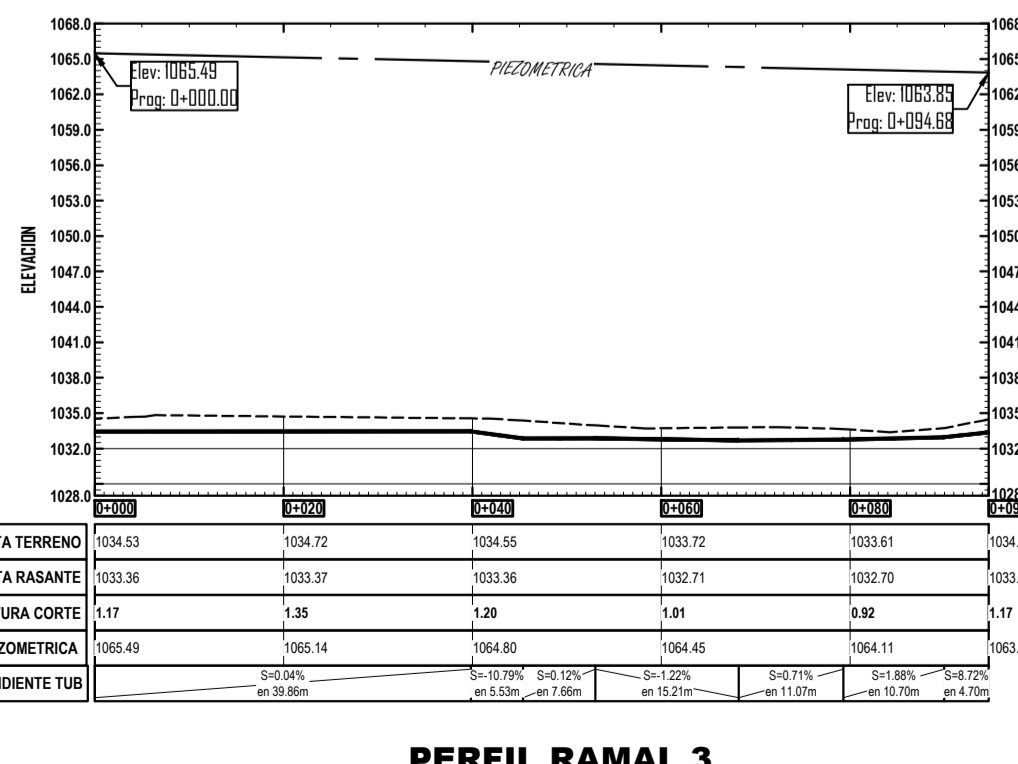 1068.0
1065.0
1062.0
1059.0
1056.0
1053.0
1050.0
1047.0
1044.0
1041.0
1038.0
1035.0
1032.0
1028.0
ELEVACION
Elev: 1065.49
Prog: 0+000.00
PIEZOMETRICA
Elev: 1063.85
Prog: 0+094.68
0+000 0+020 0+040 0+060 0+080
TERRENO 1034.53 1034.72 1034.55 1033.72 1033.61 1034.
RASANTE 1033.36 1033.37 1033.36 1032.71 1032.70 1033.
CORTE 1.17 1.35 1.20 1.01 0.92 1.17
ZOMETRICA 1065.49 1065.14 1064.80 1064.45 1064.11 1063.
DIENTE TUB S=0.04% S=-10.79% S=0.12% S=-1.22% S=0.71% S=1.88% S=8.72%
en 39.86m en 5.53m en 7.66m en 15.21m en 11.07m en 10.70m en 4.70m
PERFIL RAMAL 3